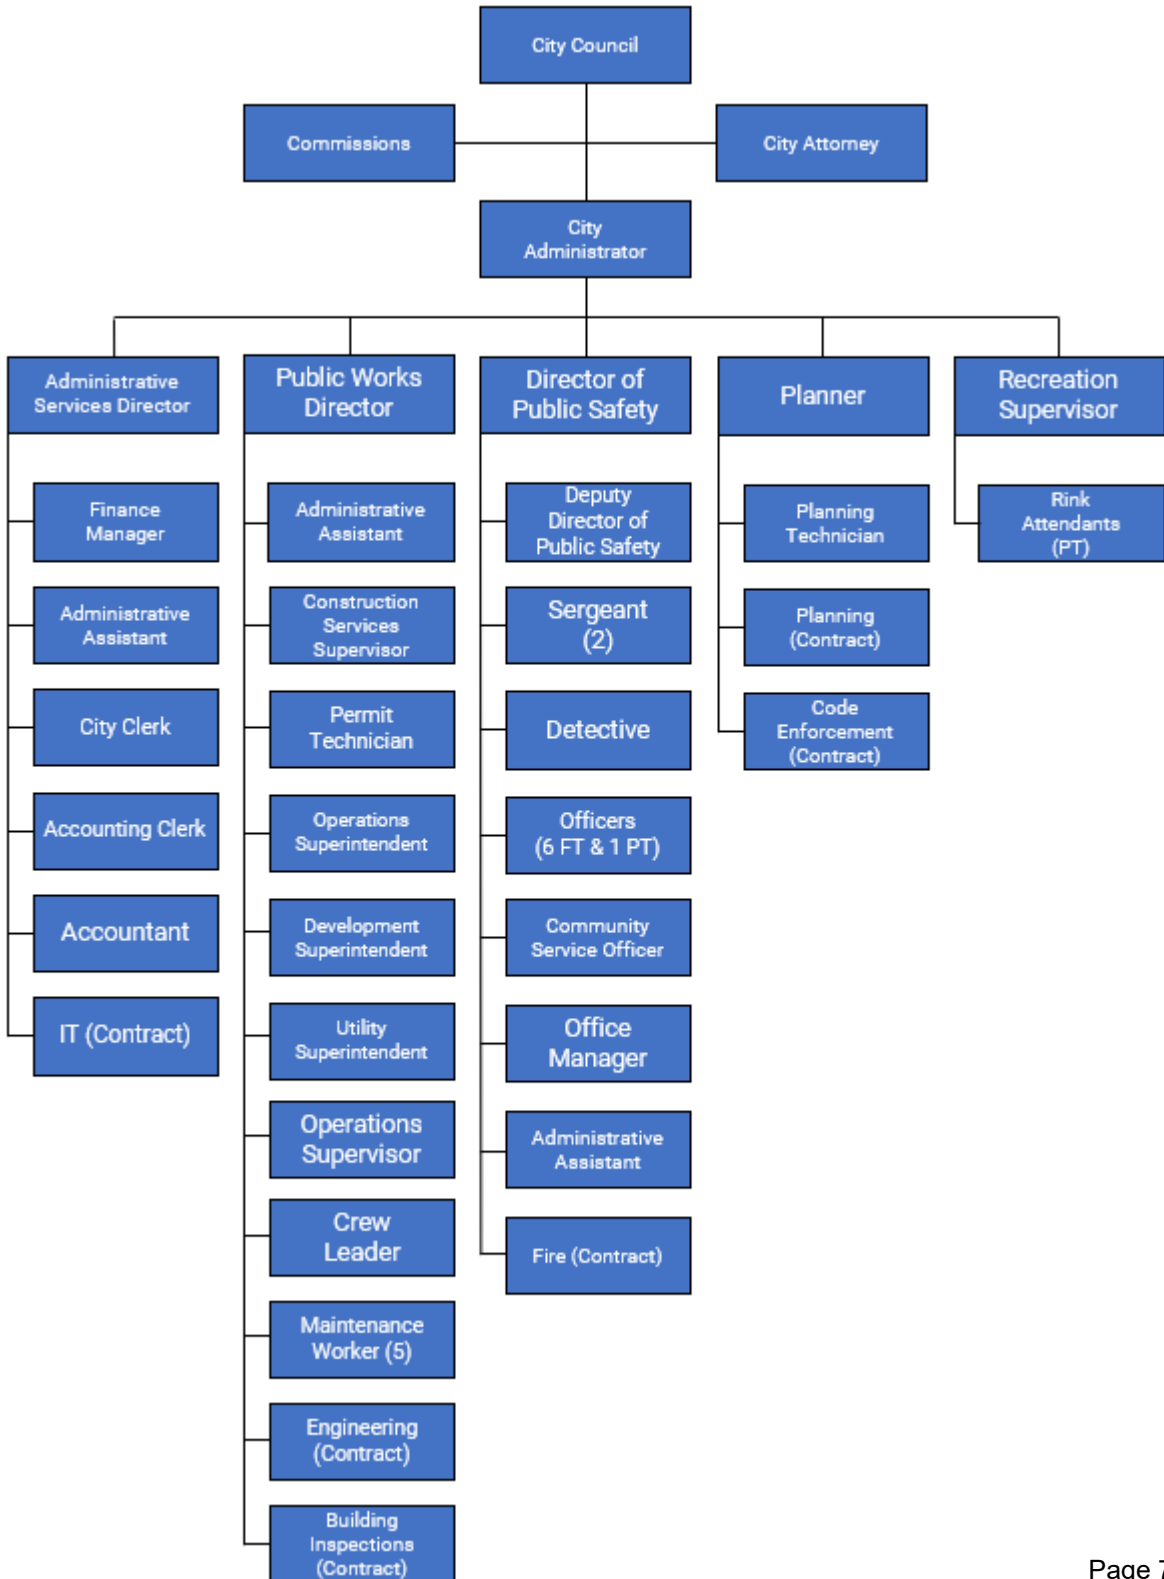 City Council
Commissions
City Attorney
City
Administrator
Administrative
Services Director
Finance
Manager
Administrative
Assistant
City Clerk
Accounting Clerk
Accountant
IT (Contract)
Public Works
Director
Administrative
Assistant
Construction
Services
Supervisor
Permit
Technician
Operations
Superintendent
Development
Superintendent
Utility
Superintendent
Operations
Supervisor
Crew
Leader
Maintenance
Worker (5)
Engineering
(Contract)
Building
Inspections
(Contract)
Director of
Public Safety
Deputy
Director of
Public Safety
Sergeant
(2)
Detective
Officers
(6 FT & 1 PT)
Community
Service Officer
Office
Manager
Administrative
Assistant
Fire (Contract)
Planner
Planning
Technician
Planning
(Contract)
Code
Enforcement
(Contract)
Recreation
Supervisor
Rink
Attendants
(PT)
Page 7